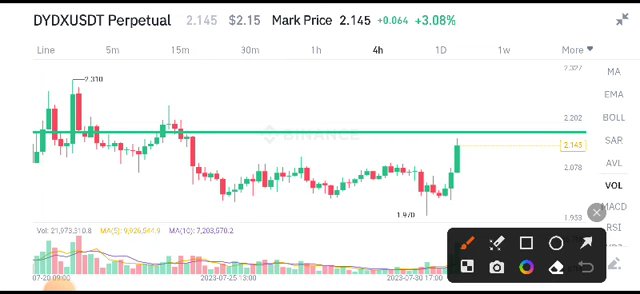 DYDXUSDT Perpetual 2.145 $2.15 Mark Price 2.145 +0.064 +3.08%
Line 5m 15m 30m 1h 4h 1D 1w More
2.327
MA
2.310
EMA
2.202
BOLL
BINANCE
SAR
2.145
2.078
AVL
VOL
1.970
1.953
MACD
Vol: 21,973,310.8 MA(5): 9,926,544.9 MA(10): 7,203,570.2
RSI
07-20 09:00 2023-07-25 13:00 2023-07-30 17:00